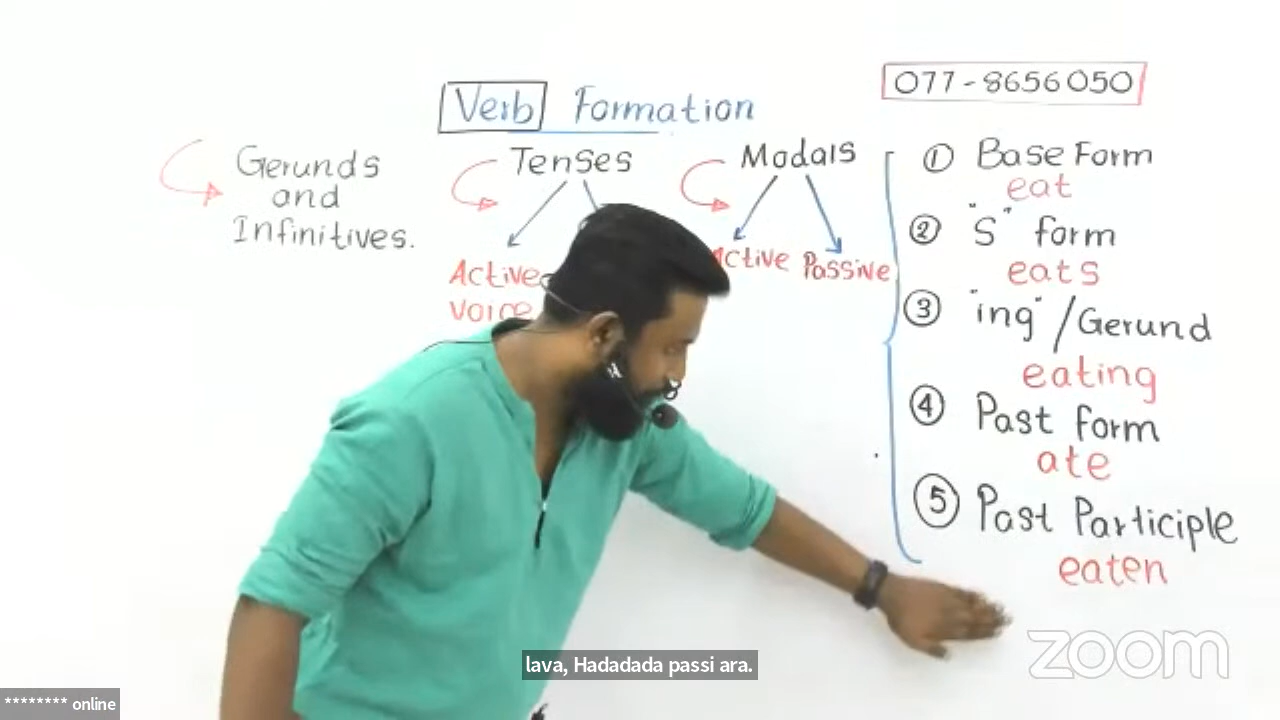 077-8656050
Verb Formation
Gerunds
and
Infinitives.
Tenses
Active
voice
Modals
Active Passive
① Base Form
eat
② "S" form
eats
③ "ing" / Gerund
eating
④ Past form
ate
⑤ Past Participle
eaten
lava, Hadadada passi ara.
zoom
******** online